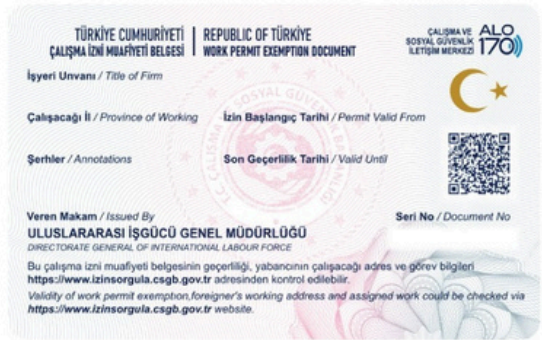 TÜRKİYE CUMHURİYETİ
ÇALIŞMA İZNİ MUAFİYETİ BELGESİ
REPUBLIC OF TÜRKİYE
WORK PERMIT EXEMPTION DOCUMENT
ÇALIŞMA VE
SOSYAL GÜVENLİK
İLETİŞİM MERKEZİ
ALO
170
İşyeri Unvanı / Title of Firm
Çalışacağı İl / Province of Working
İzin Başlangıç Tarihi / Permit Valid From
Şerhler / Annotations
Son Geçerlilik Tarihi / Valid Until
T.C. ÇALIŞMA VE SOSYAL GÜVENLİK BAKANLIĞI
Veren Makam / Issued By
Seri No / Document No
ULUSLARARASI İŞGÜCÜ GENEL MÜDÜRLÜĞÜ
DIRECTORATE GENERAL OF INTERNATIONAL LABOUR FORCE
Bu çalışma izni muafiyeti belgesinin geçerliliği, yabancının çalışacağı adres ve görev bilgileri
https://www.izinsorgula.csgb.gov.tr adresinden kontrol edilebilir.
Validity of work permit exemption,foreigner's working address and assigned work could be checked via
https://www.izinsorgula.csgb.gov.tr website.